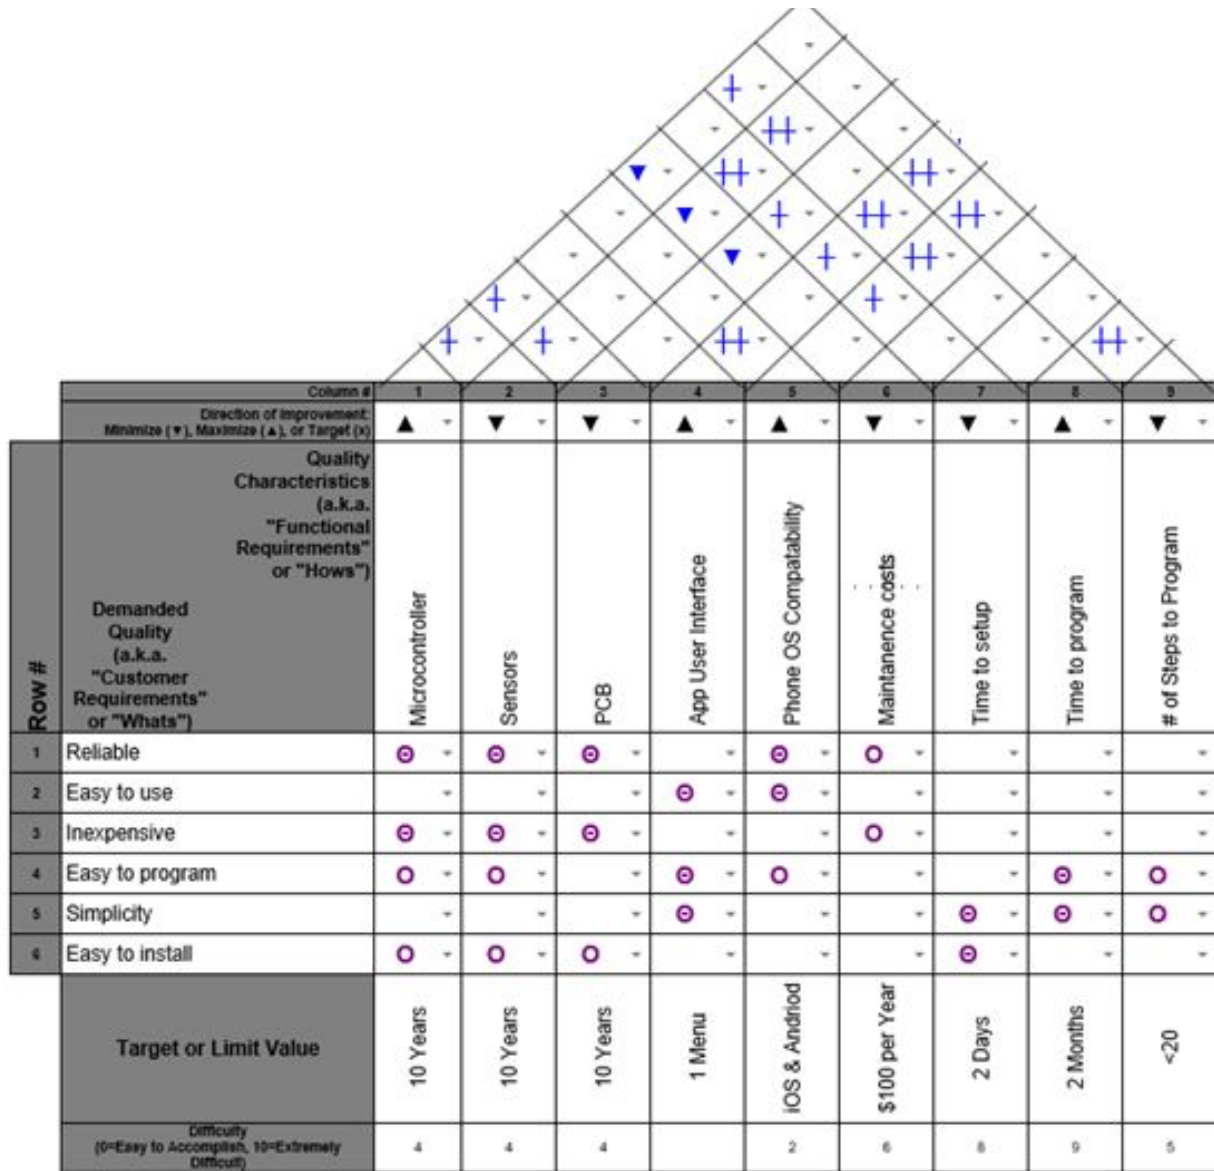 Column # 1 2 3 4 5 6 7 8 9
Direction of Improvement:
Minimize (▼), Maximize (▲), or Target (x) ▲ ▼ ▼ ▲ ▲ ▼ ▼ ▲ ▼
Quality
Characteristics
(a.k.a.
"Functional
Requirements"
or "Hows")
Demanded
Quality
(a.k.a.
"Customer
Requirements"
or "Whats")
Row #
Microcontroller
Sensors
PCB
App User Interface
Phone OS Compatability
Maintanence costs
Time to setup
Time to program
# of Steps to Program
1 Reliable
2 Easy to use
3 Inexpensive
4 Easy to program
5 Simplicity
6 Easy to install
Target or Limit Value
10 Years
10 Years
10 Years
1 Menu
iOS & Andriod
$100 per Year
2 Days
2 Months
<20
Difficulty
(0=Easy to Accomplish, 10=Extremely
Difficult)
4 4 4 2 6 8 9 5